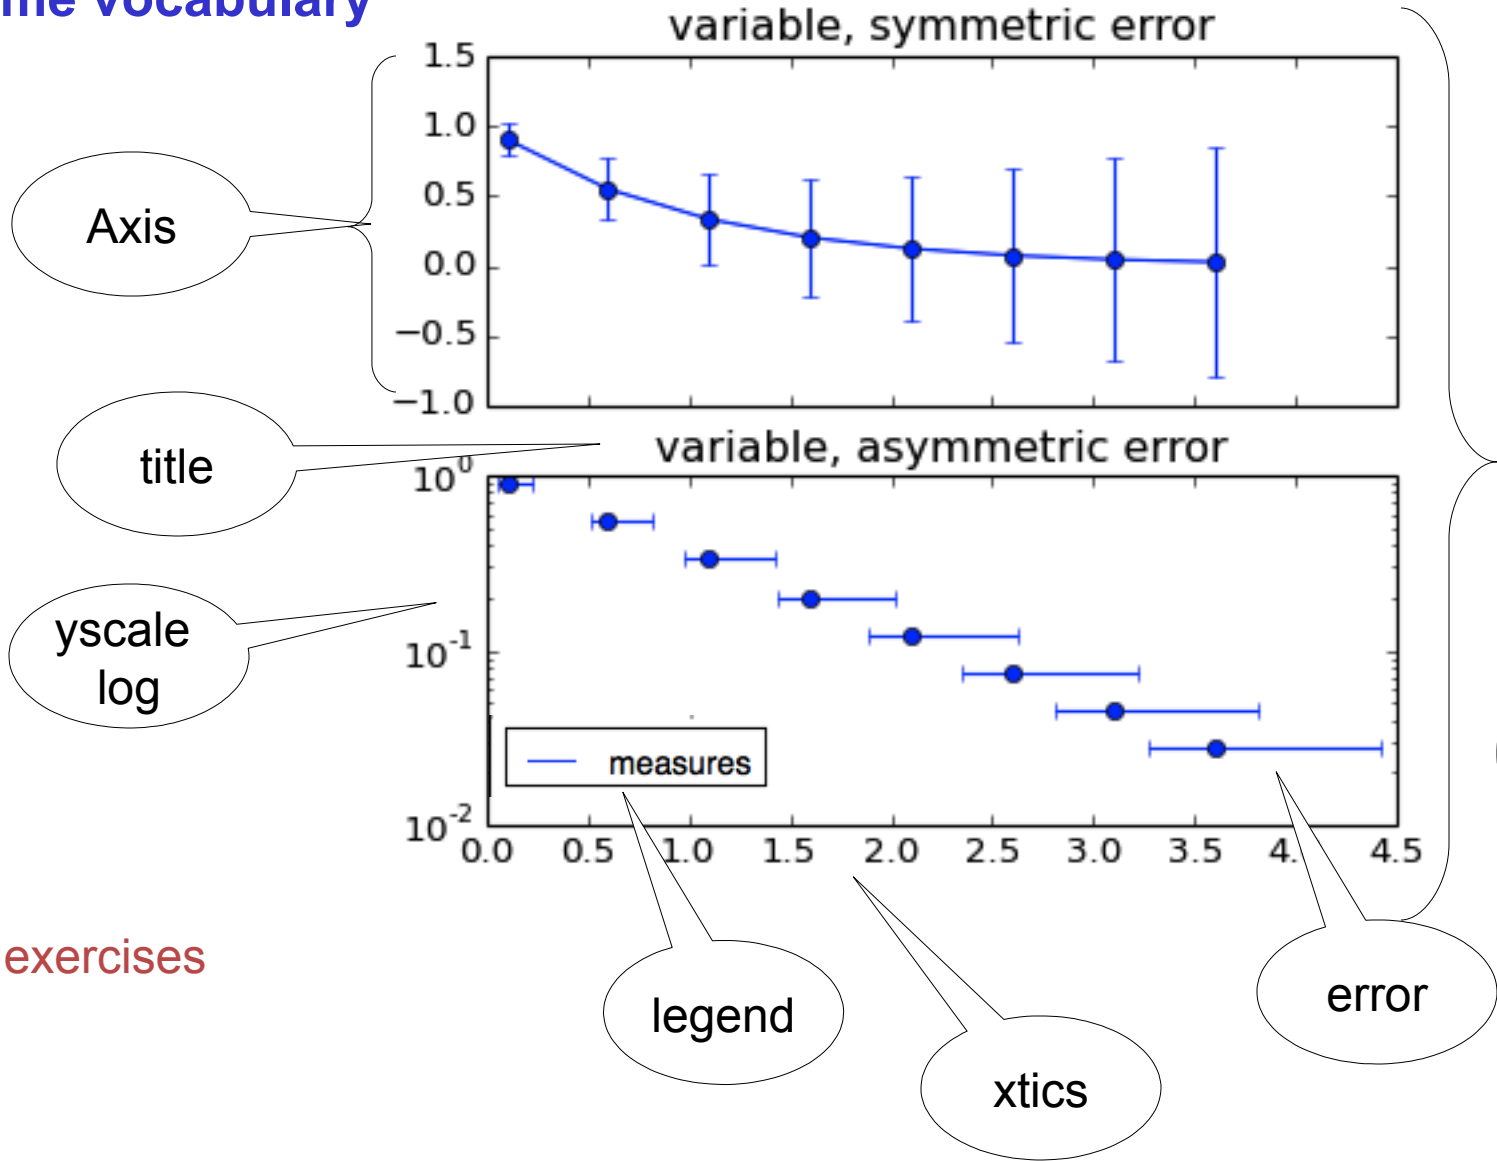 me vocabulary
variable, symmetric error
1.5
1.0
0.5
0.0
−0.5
−1.0
Axis
title
variable, asymmetric error
10^0
10^-1
10^-2
yscale
log
measures
0.0 0.5 1.0 1.5 2.0 2.5 3.0 3.5 4. 4.5
exercises
legend
xtics
error